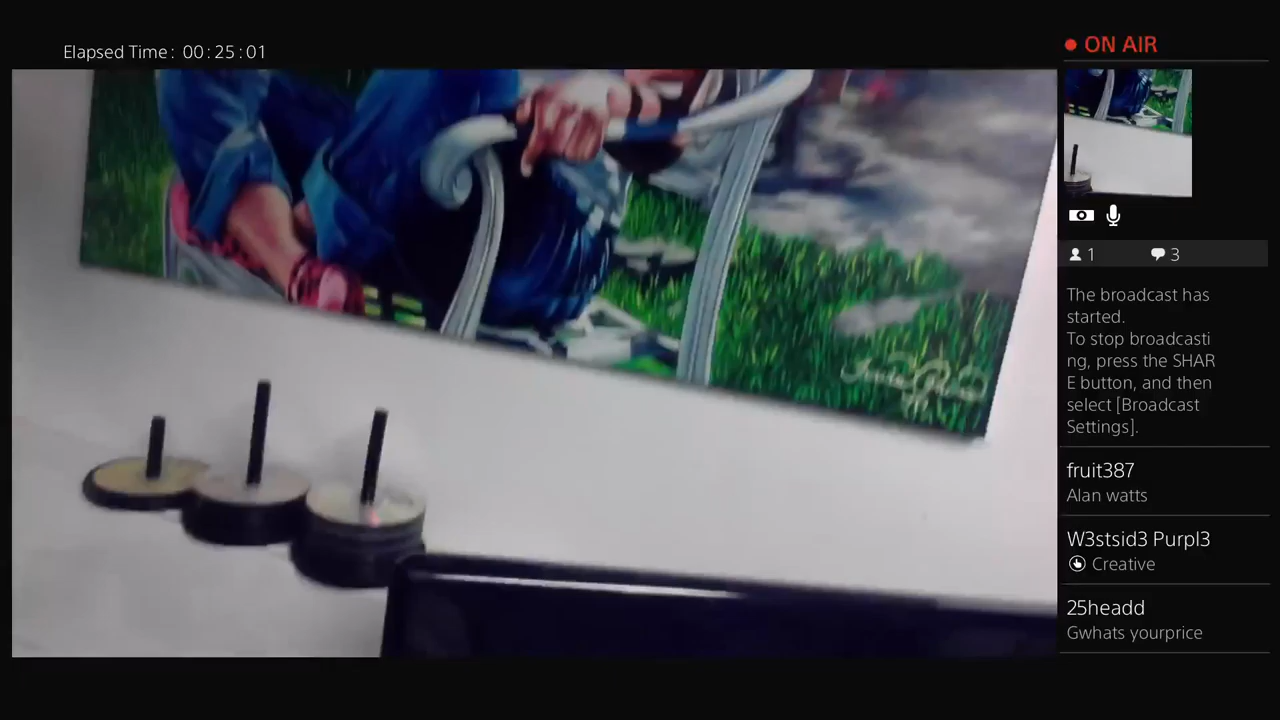 Elapsed Time: 00:25:01
ON AIR
1
3
The broadcast has
started.
To stop broadcasti
ng, press the SHAR
E button, and then
select [Broadcast
Settings].
fruit387
Alan watts
W3stsid3 Purpl3
Creative
25headd
Gwhats yourprice